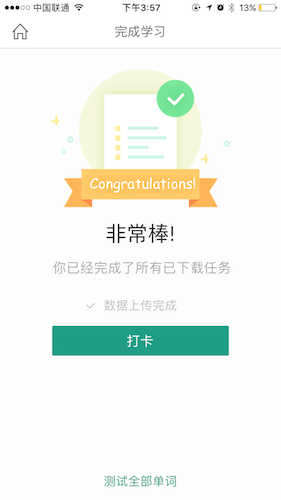 中国联通 下午3:57 13%
完成学习
Congratulations!
非常棒!
你已经完成了所有已下载任务
数据上传完成
打卡
测试全部单词